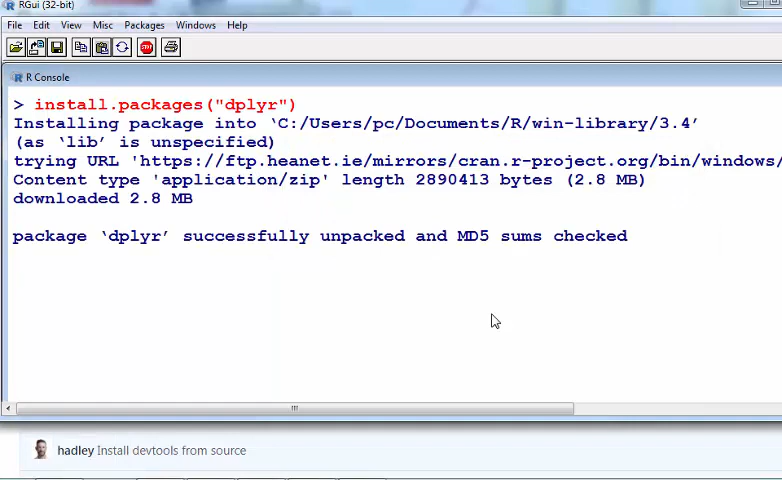 RGui (32-bit)
File Edit View Misc Packages Windows Help
STOP
R Console
> install.packages("dplyr")
Installing package into ‘C:/Users/pc/Documents/R/win-library/3.4’
(as ‘lib’ is unspecified)
trying URL 'https://ftp.heanet.ie/mirrors/cran.r-project.org/bin/windows/
Content type 'application/zip' length 2890413 bytes (2.8 MB)
downloaded 2.8 MB
package ‘dplyr’ successfully unpacked and MD5 sums checked
hadley Install devtools from source